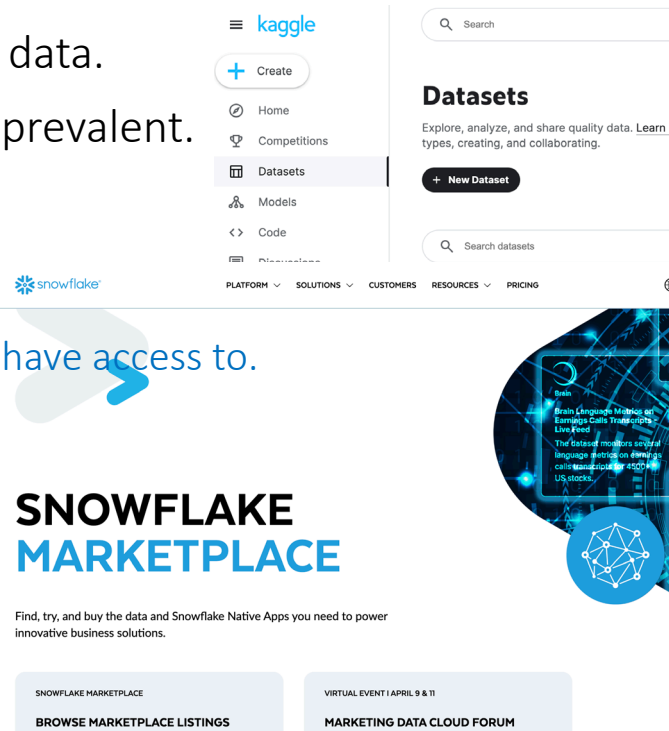 data.
prevalent.
kaggle
Search
Create
Home
Competitions
Datasets
Models
Code
Datasets
Explore, analyze, and share quality data. Learn
types, creating, and collaborating.
+ New Dataset
Search datasets
snowflake
PLATFORM
SOLUTIONS
CUSTOMERS
RESOURCES
PRICING
have access to.
Brain
Brain Language Metrics on
Earnings Calls Transcripts -
Live Feed
The dataset monitors several
language metrics on earnings
calls transcripts for 4500+
US stocks.
SNOWFLAKE
MARKETPLACE
Find, try, and buy the data and Snowflake Native Apps you need to power
innovative business solutions.
SNOWFLAKE MARKETPLACE
BROWSE MARKETPLACE LISTINGS
VIRTUAL EVENT I APRIL 9 & 11
MARKETING DATA CLOUD FORUM